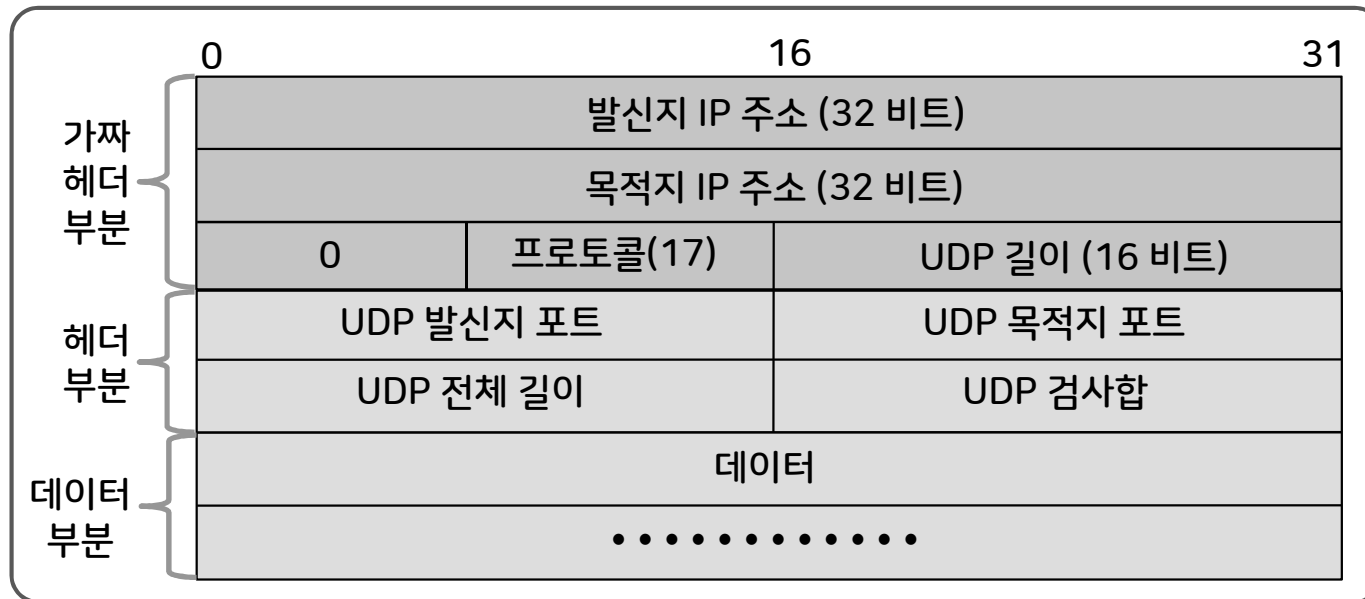 0 16 31
가짜
헤더
부분
발신지 IP 주소 (32 비트)
목적지 IP 주소 (32 비트)
0 프로토콜(17) UDP 길이 (16 비트)
헤더
부분
UDP 발신지 포트 UDP 목적지 포트
UDP 전체 길이 UDP 검사합
데이터
부분
데이터
• • • • • • • • • • • •